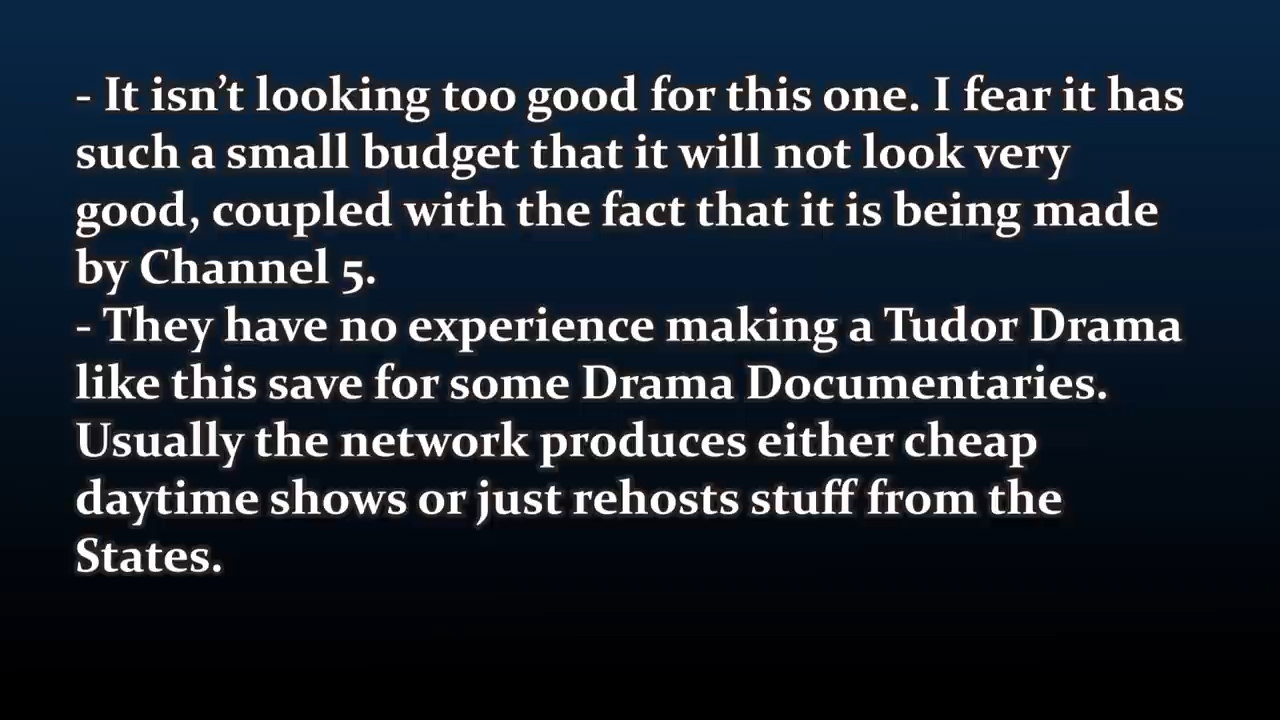 - It isn’t looking too good for this one. I fear it has
such a small budget that it will not look very
good, coupled with the fact that it is being made
by Channel 5.
- They have no experience making a Tudor Drama
like this save for some Drama Documentaries.
Usually the network produces either cheap
daytime shows or just rehosts stuff from the
States.